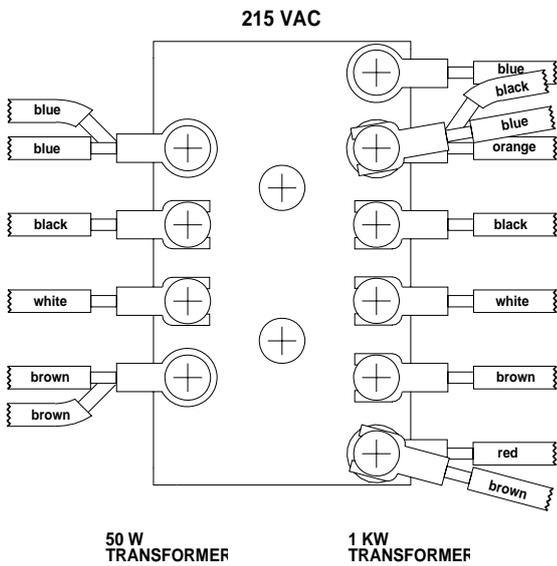 215 VAC
blue
blue
black
white
brown
brown
blue
black
blue
orange
black
white
brown
red
brown
50 W
TRANSFORMER
1 KW
TRANSFORMER